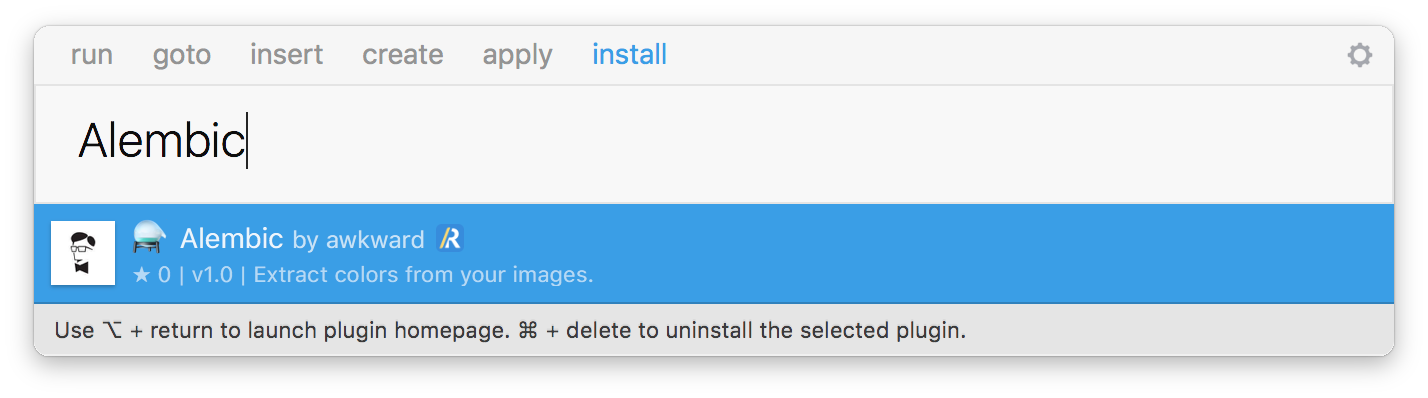 run goto insert create apply install
Alembic
Alembic by awkward
★ 0 | v1.0 | Extract colors from your images.
Use ⌥ + return to launch plugin homepage. ⌘ + delete to uninstall the selected plugin.